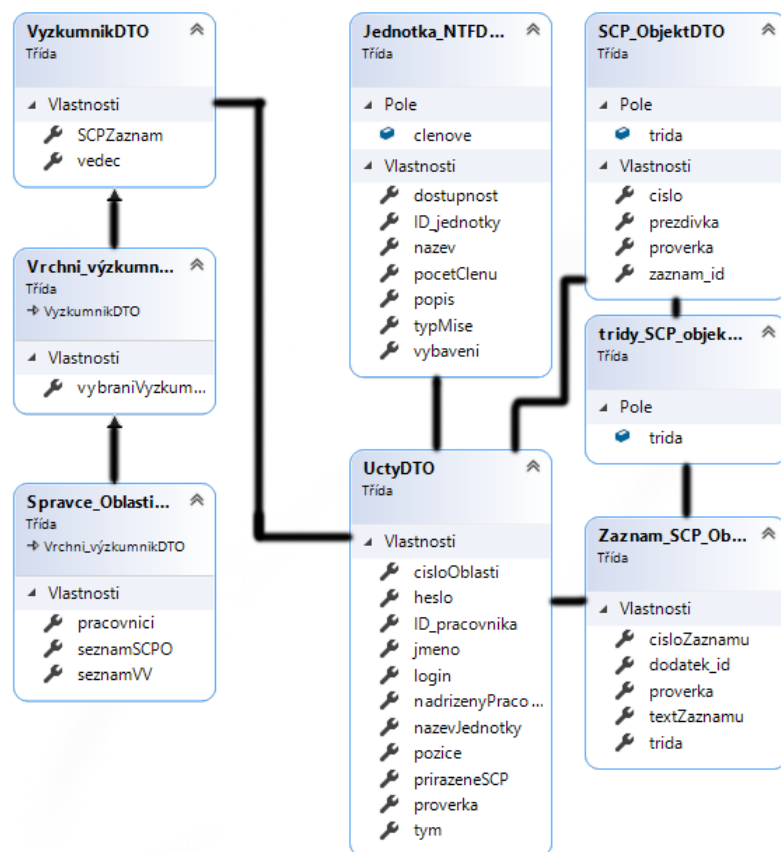 VyzkumnikDTO
Třída
Vlastnosti
SCPZaznam
vedec
Vrchni_výzkumn...
Třída
VyzkumnikDTO
Vlastnosti
vybraniVyzkum...
Spravce_Oblasti...
Třída
Vrchni_výzkumnikDTO
Vlastnosti
pracovnici
seznamSCPO
seznamVV
Jednotka_NTFD...
Třída
Pole
clenove
Vlastnosti
dostupnost
ID_jednotky
nazev
pocetClenu
popis
typMise
vybaveni
UctyDTO
Třída
Vlastnosti
cisloOblasti
heslo
ID_pracovnika
jmeno
login
nadrizenyPraco...
nazevJednotky
pozice
prirazeneSCP
proverka
tym
SCP_ObjektDTO
Třída
Pole
trida
Vlastnosti
cislo
prezdivka
proverka
zaznam_id
tridy_SCP_objek...
Třída
Pole
trida
Zaznam_SCP_Ob...
Třída
Vlastnosti
cisloZaznamu
dodatek_id
proverka
textZaznamu
trida